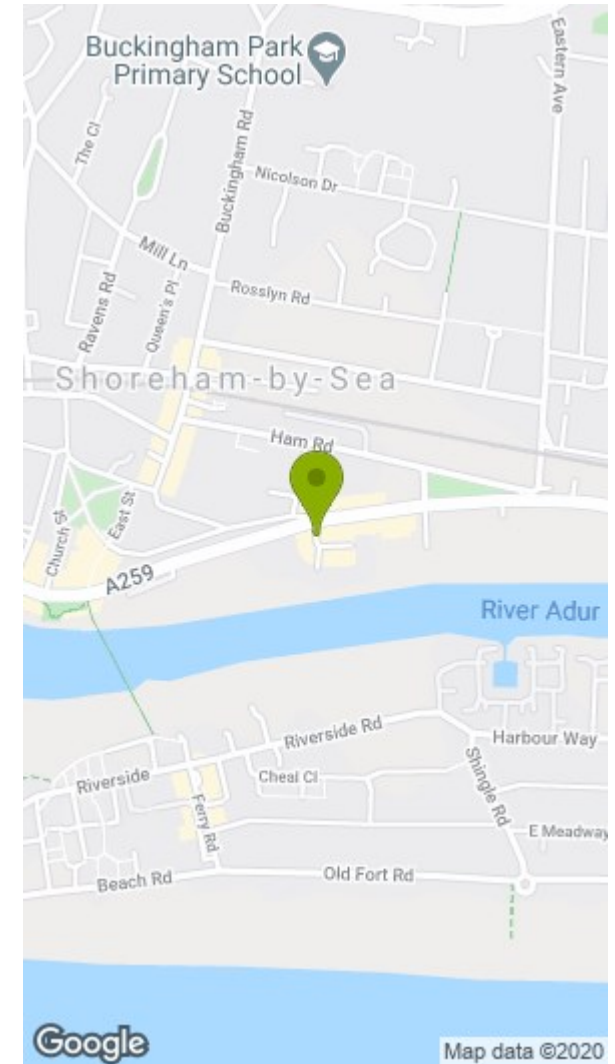 Buckingham Park
Primary School
Eastern Ave
The Cl
Buckingham Rd
Nicolson Dr
Mill Ln
Ravens Rd
Queen's Pl
Rosslyn Rd
Shoreham-by-Sea
Ham Rd
Church St
East St
A259
River Adur
Riverside Rd
Harbour Way
Riverside
Cheal Cl
Shingle Rd
Ferry Rd
E Meadway
Beach Rd
Old Fort Rd
Google
Map data ©2020